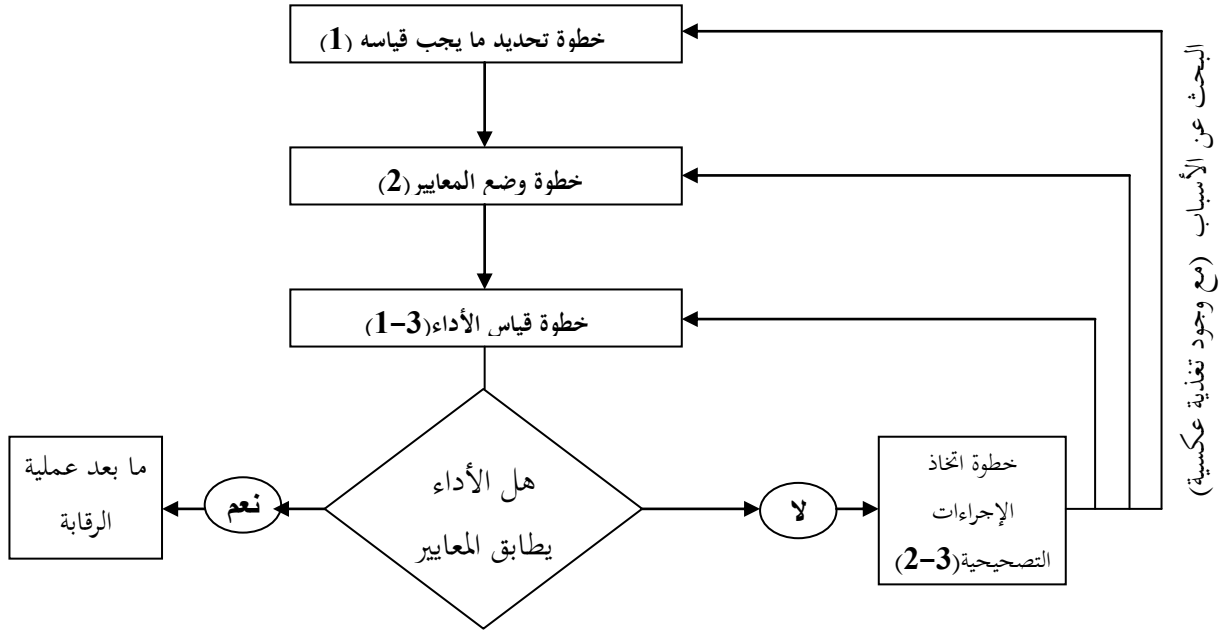 خطوة تحديد ما يجب قياسه (1)
خطوة وضع المعايير(2)
خطوة قياس الأداء(3-1)
هل الأداء
يطابق المعايير
نعم
ما بعد عملية
الرقابة
لا
خطوة اتخاذ
الإجراءات
التصحيحية(3-2)
البحث عن الأسباب (مع وجود تغذية عكسية)